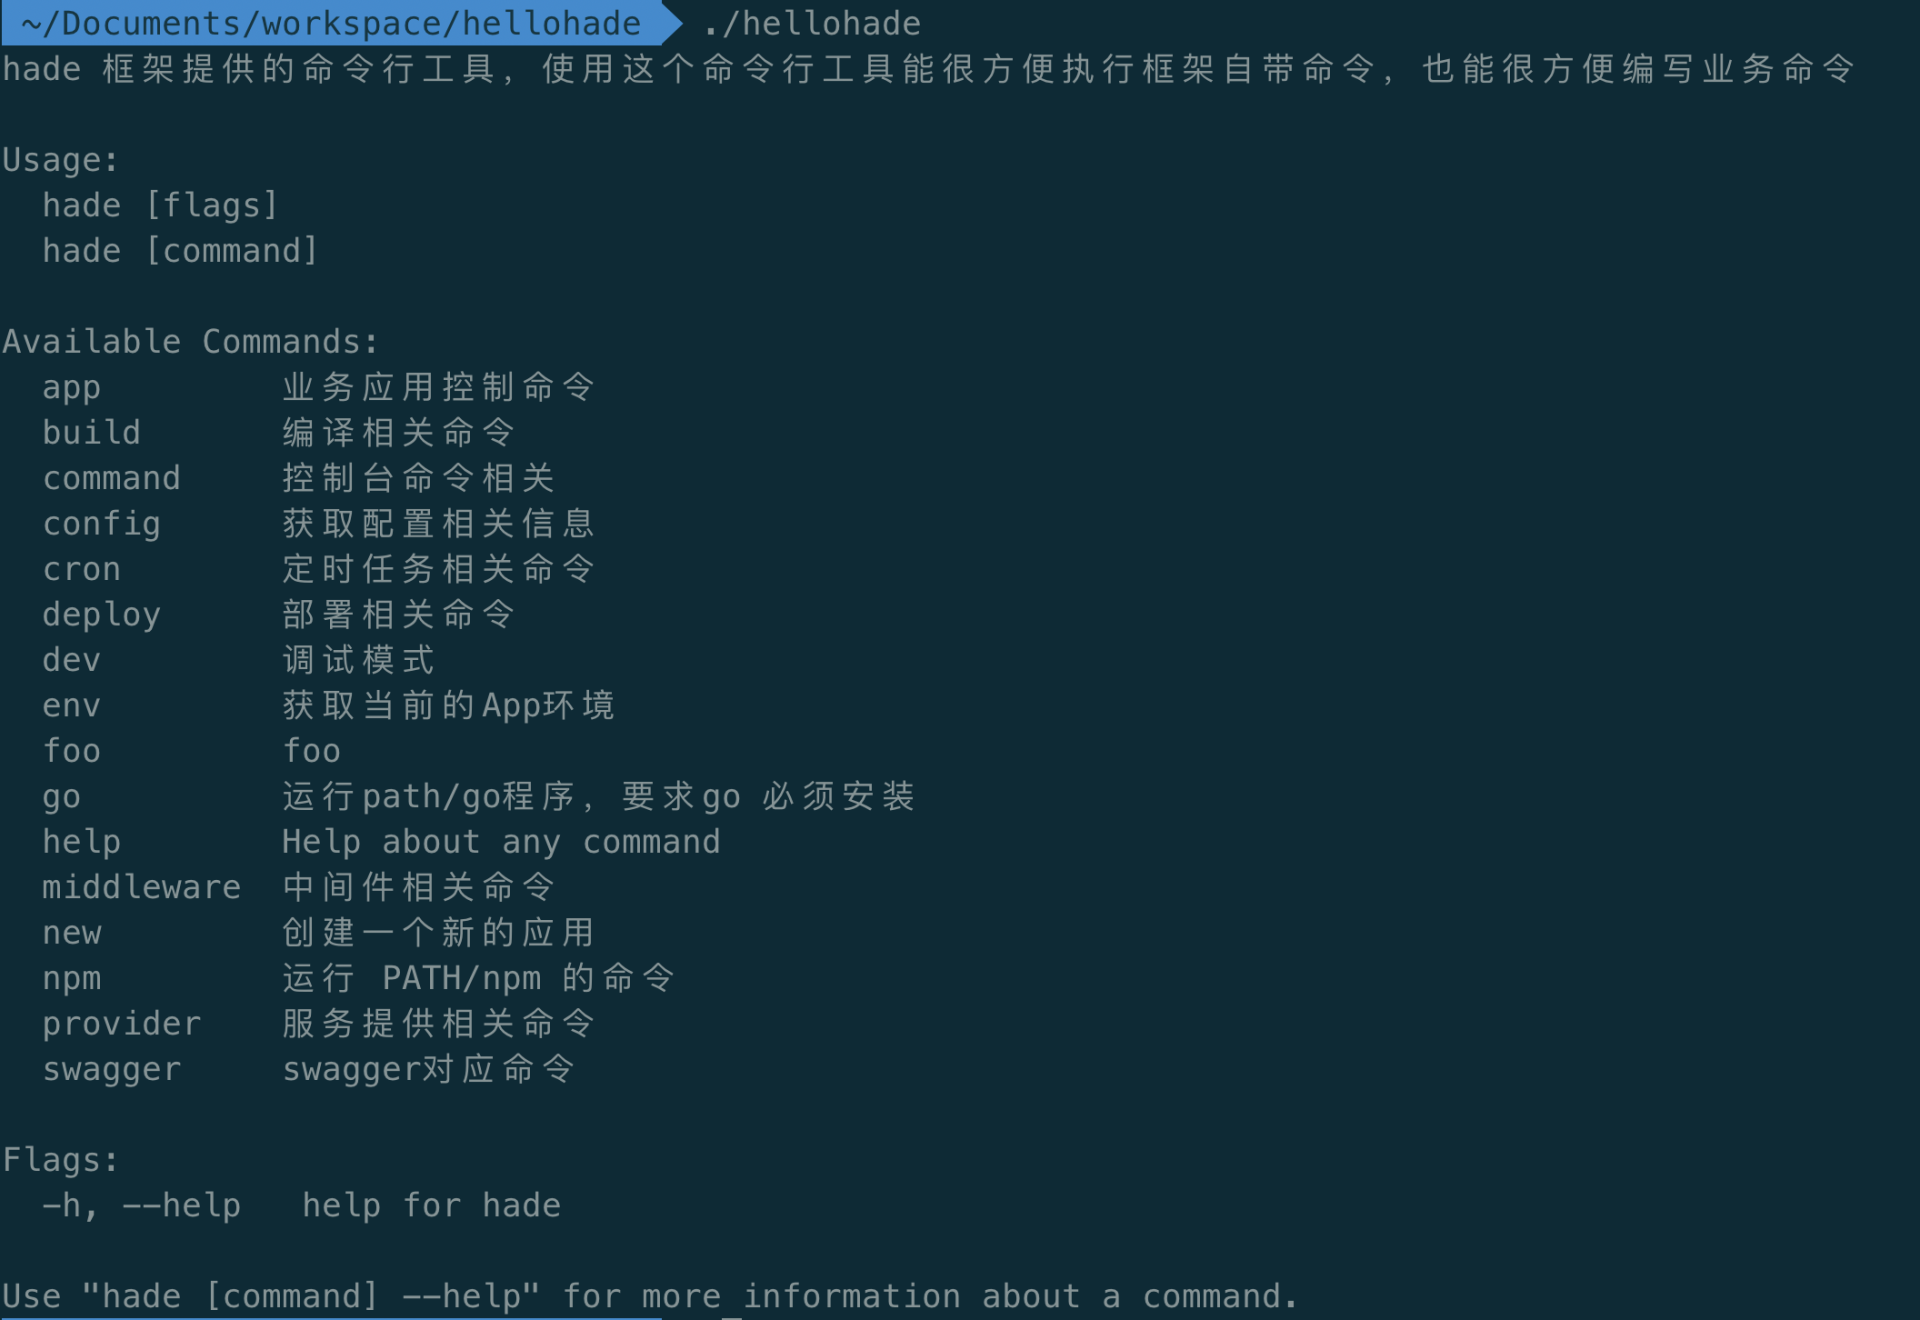 ~/Documents/workspace/hellohade ./hellohade
hade 框架提供的命令行工具, 使用这个命令行工具能很方便执行框架自带命令, 也能很方便编写业务命令
Usage:
hade [flags]
hade [command]
Available Commands:
app 业务应用控制命令
build 编译相关命令
command 控制台命令相关
config 获取配置相关信息
cron 定时任务相关命令
deploy 部署相关命令
dev 调试模式
env 获取当前的App环境
foo foo
go 运行path/go程序, 要求go 必须安装
help Help about any command
middleware 中间件相关命令
new 创建一个新的应用
npm 运行 PATH/npm 的命令
provider 服务提供相关命令
swagger swagger对应命令
Flags:
-h, --help help for hade
Use "hade [command] --help" for more information about a command.